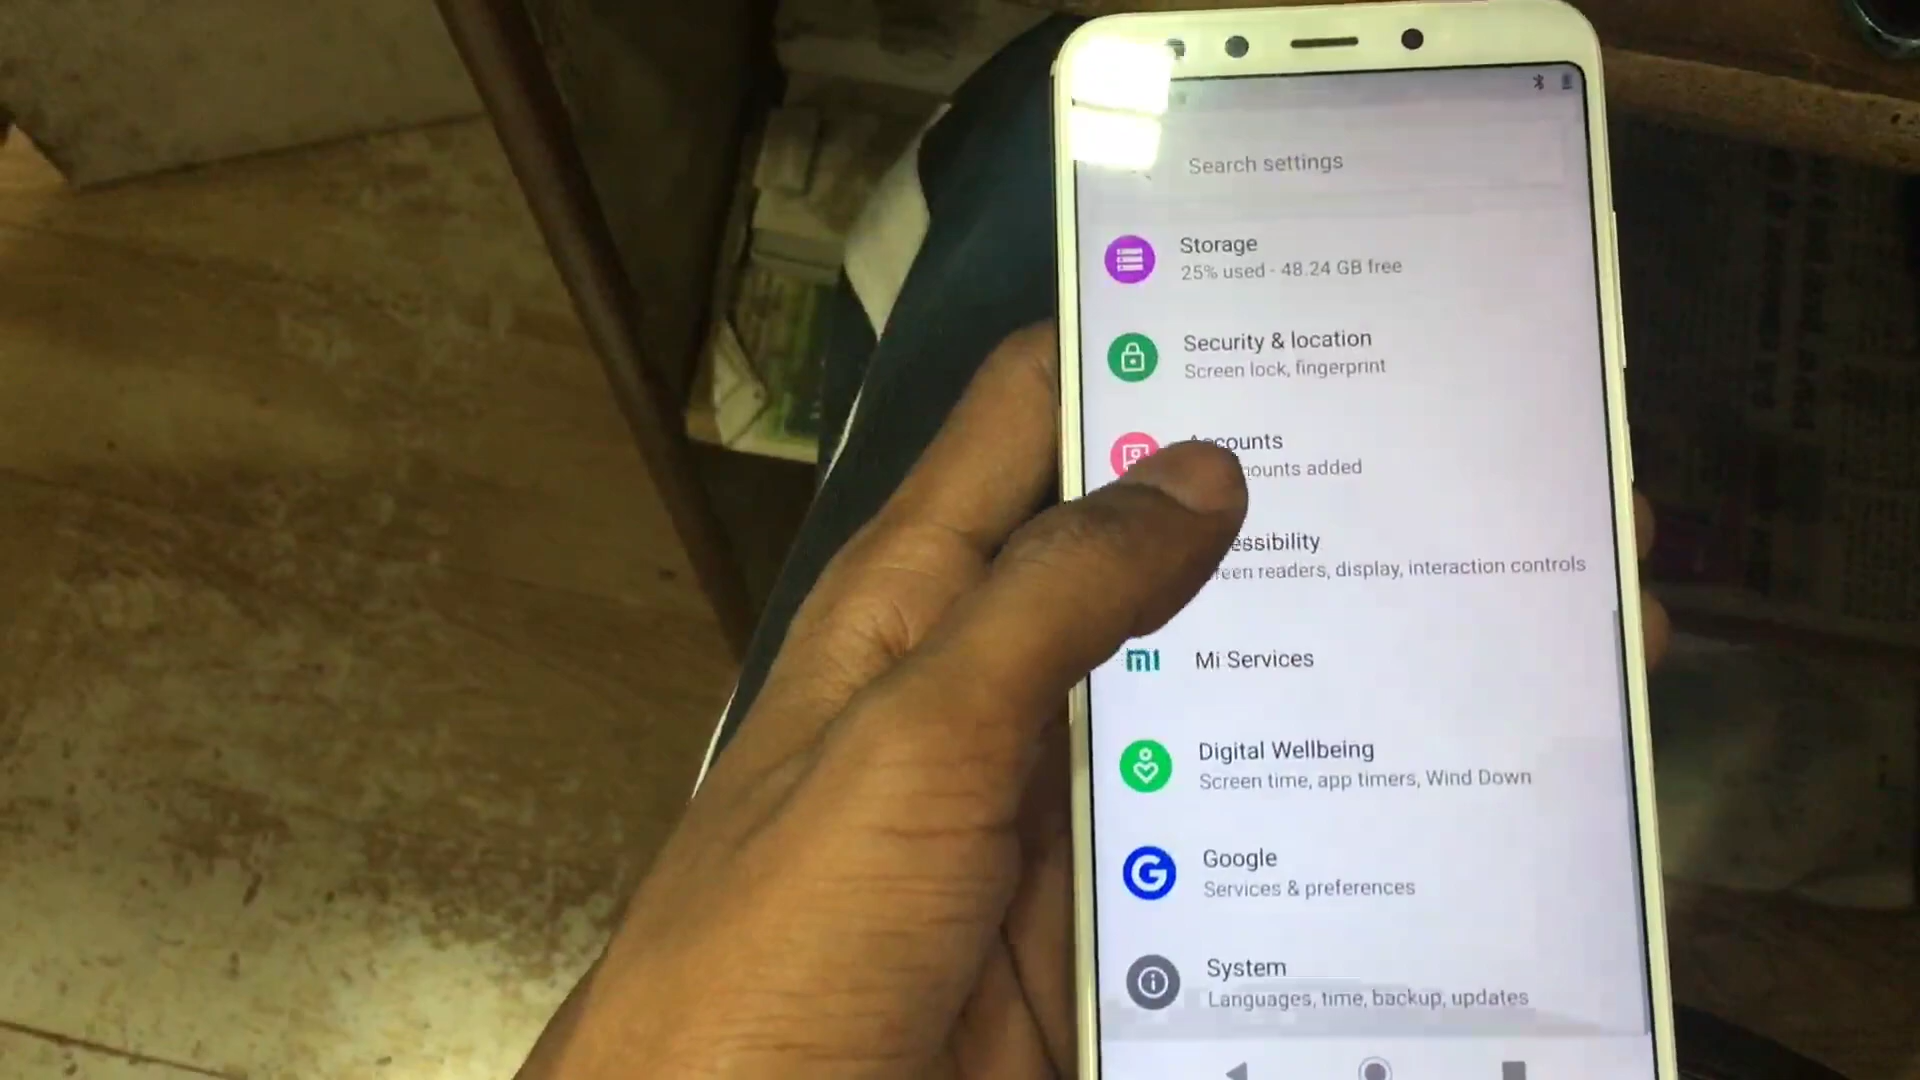 Search settings
Storage
25% used - 48.24 GB free
Security & location
Screen lock, fingerprint
counts
ounts added
essibility
reen readers, display, interaction controls
mi Mi Services
Digital Wellbeing
Screen time, app timers, Wind Down
G Google
Services & preferences
System
Languages, time, backup, updates